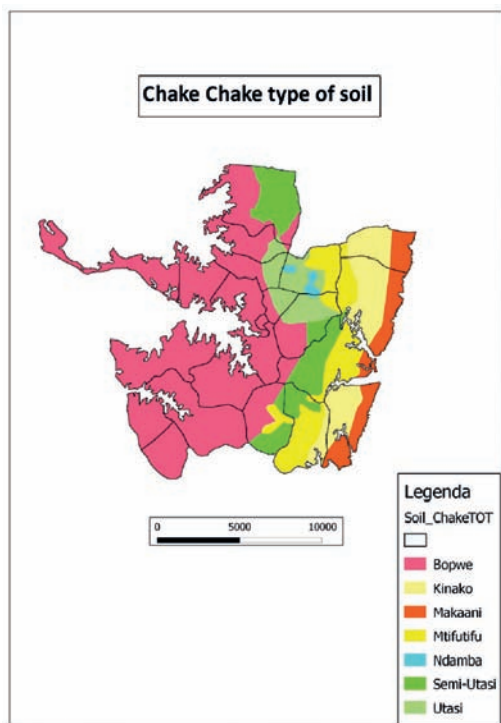 Chake Chake type of soil
0 5000 10000
Legenda
Soil_ChakeTOT
Bopwe
Kinako
Makaani
Mtifutifu
Ndamba
Semi-Utasi
Utasi